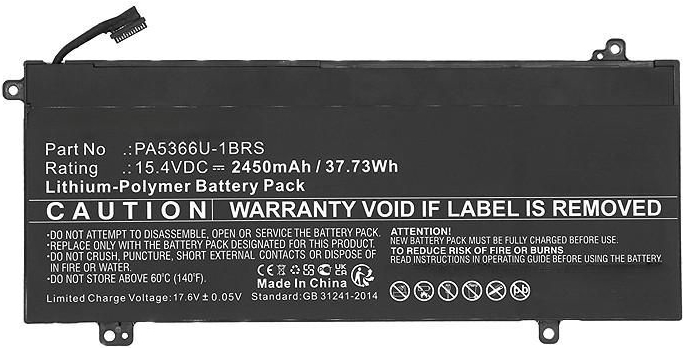 Part No .:PA5366U-1BRS
Rating .:15.4VDC⎓ 2450mAh / 37.73Wh
Lithium-Polymer Battery Pack
CAUTION WARRANTY VOID IF LABEL IS REMOVED
•DO NOT ATTEMPT TO DISASSEMBLE, OPEN OR SERVICE THE BATTERY.
•REPLACE ONLY WITH THE BATTERY DESIGNATED FOR THIS PRODUCT.
•DO NOT CRUSH, PUNCTURE, SHORT EXTERNAL CONTACTS OR DISPOSE OF
IN FIRE OR WATER.
•DO NOT STORE ABOVE 60°C (140°F).
ATTENTION!
NEW BATTERY PACK MUST BE FULLY CHARGED BEFORE USE.
TO REDUCE RISK OF FIRE OR BURNS
READ INSTRUCTIONS IN OPERATING GUIDE BEFORE USING THE BATTERY.
Made In China
Limited Charging Voltage:17.6V± 0.05V Standard:GB 31241-2014